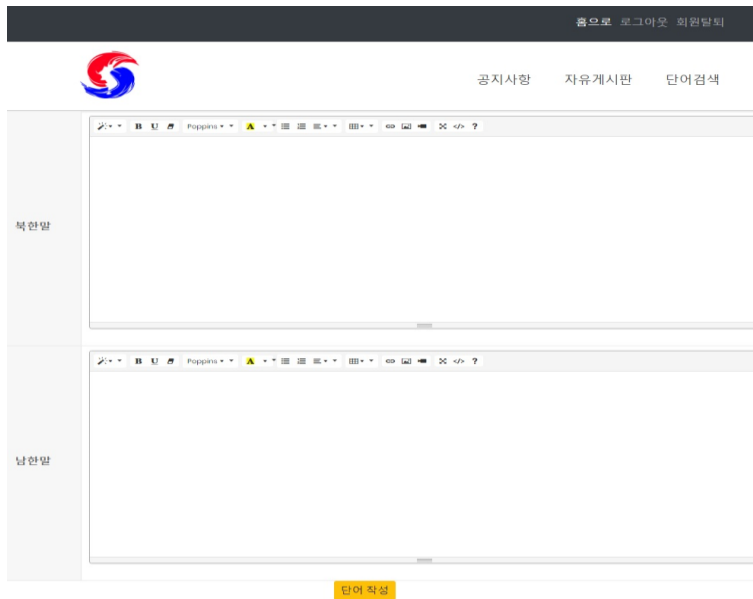 홈으로 로그아웃 회원탈퇴
공지사항 자유게시판 단어검색
B U Poppins A </> ?
북한말
B U Poppins A </> ?
남한말
단어 작성